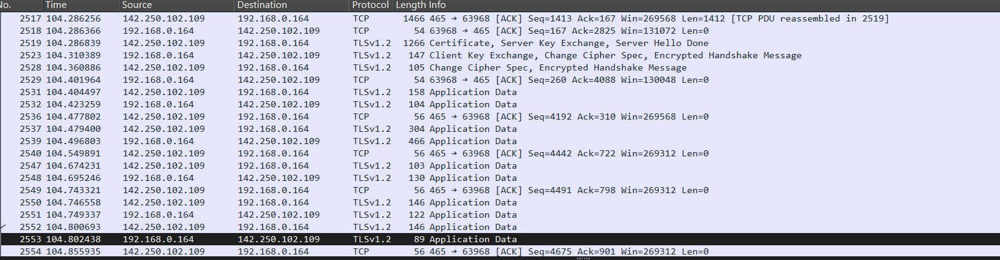 No. Time Source Destination Protocol Length Info
2517 104.286256 142.250.102.109 192.168.0.164 TCP 1466 465 → 63968 [ACK] Seq=1413 Ack=167 Win=269568 Len=1412 [TCP PDU reassembled in 2519]
2518 104.286366 192.168.0.164 142.250.102.109 TCP 54 63968 → 465 [ACK] Seq=167 Ack=2825 Win=131072 Len=0
2519 104.286839 142.250.102.109 192.168.0.164 TLSv1.2 1266 Certificate, Server Key Exchange, Server Hello Done
2523 104.310389 192.168.0.164 142.250.102.109 TLSv1.2 147 Client Key Exchange, Change Cipher Spec, Encrypted Handshake Message
2528 104.360886 142.250.102.109 192.168.0.164 TLSv1.2 105 Change Cipher Spec, Encrypted Handshake Message
2529 104.401964 192.168.0.164 142.250.102.109 TCP 54 63968 → 465 [ACK] Seq=260 Ack=4088 Win=130048 Len=0
2531 104.404497 142.250.102.109 192.168.0.164 TLSv1.2 158 Application Data
2532 104.423259 192.168.0.164 142.250.102.109 TLSv1.2 104 Application Data
2536 104.477802 142.250.102.109 192.168.0.164 TCP 56 465 → 63968 [ACK] Seq=4192 Ack=310 Win=269568 Len=0
2537 104.479400 142.250.102.109 192.168.0.164 TLSv1.2 304 Application Data
2539 104.496803 192.168.0.164 142.250.102.109 TLSv1.2 466 Application Data
2540 104.549891 142.250.102.109 192.168.0.164 TCP 56 465 → 63968 [ACK] Seq=4442 Ack=722 Win=269312 Len=0
2547 104.674231 142.250.102.109 192.168.0.164 TLSv1.2 103 Application Data
2548 104.695246 192.168.0.164 142.250.102.109 TLSv1.2 130 Application Data
2549 104.743321 142.250.102.109 192.168.0.164 TCP 56 465 → 63968 [ACK] Seq=4491 Ack=798 Win=269312 Len=0
2550 104.746558 142.250.102.109 192.168.0.164 TLSv1.2 146 Application Data
2551 104.749337 192.168.0.164 142.250.102.109 TLSv1.2 122 Application Data
2552 104.800693 142.250.102.109 192.168.0.164 TLSv1.2 146 Application Data
2553 104.802438 192.168.0.164 142.250.102.109 TLSv1.2 89 Application Data
2554 104.855935 142.250.102.109 192.168.0.164 TCP 56 465 → 63968 [ACK] Seq=4675 Ack=901 Win=269312 Len=0